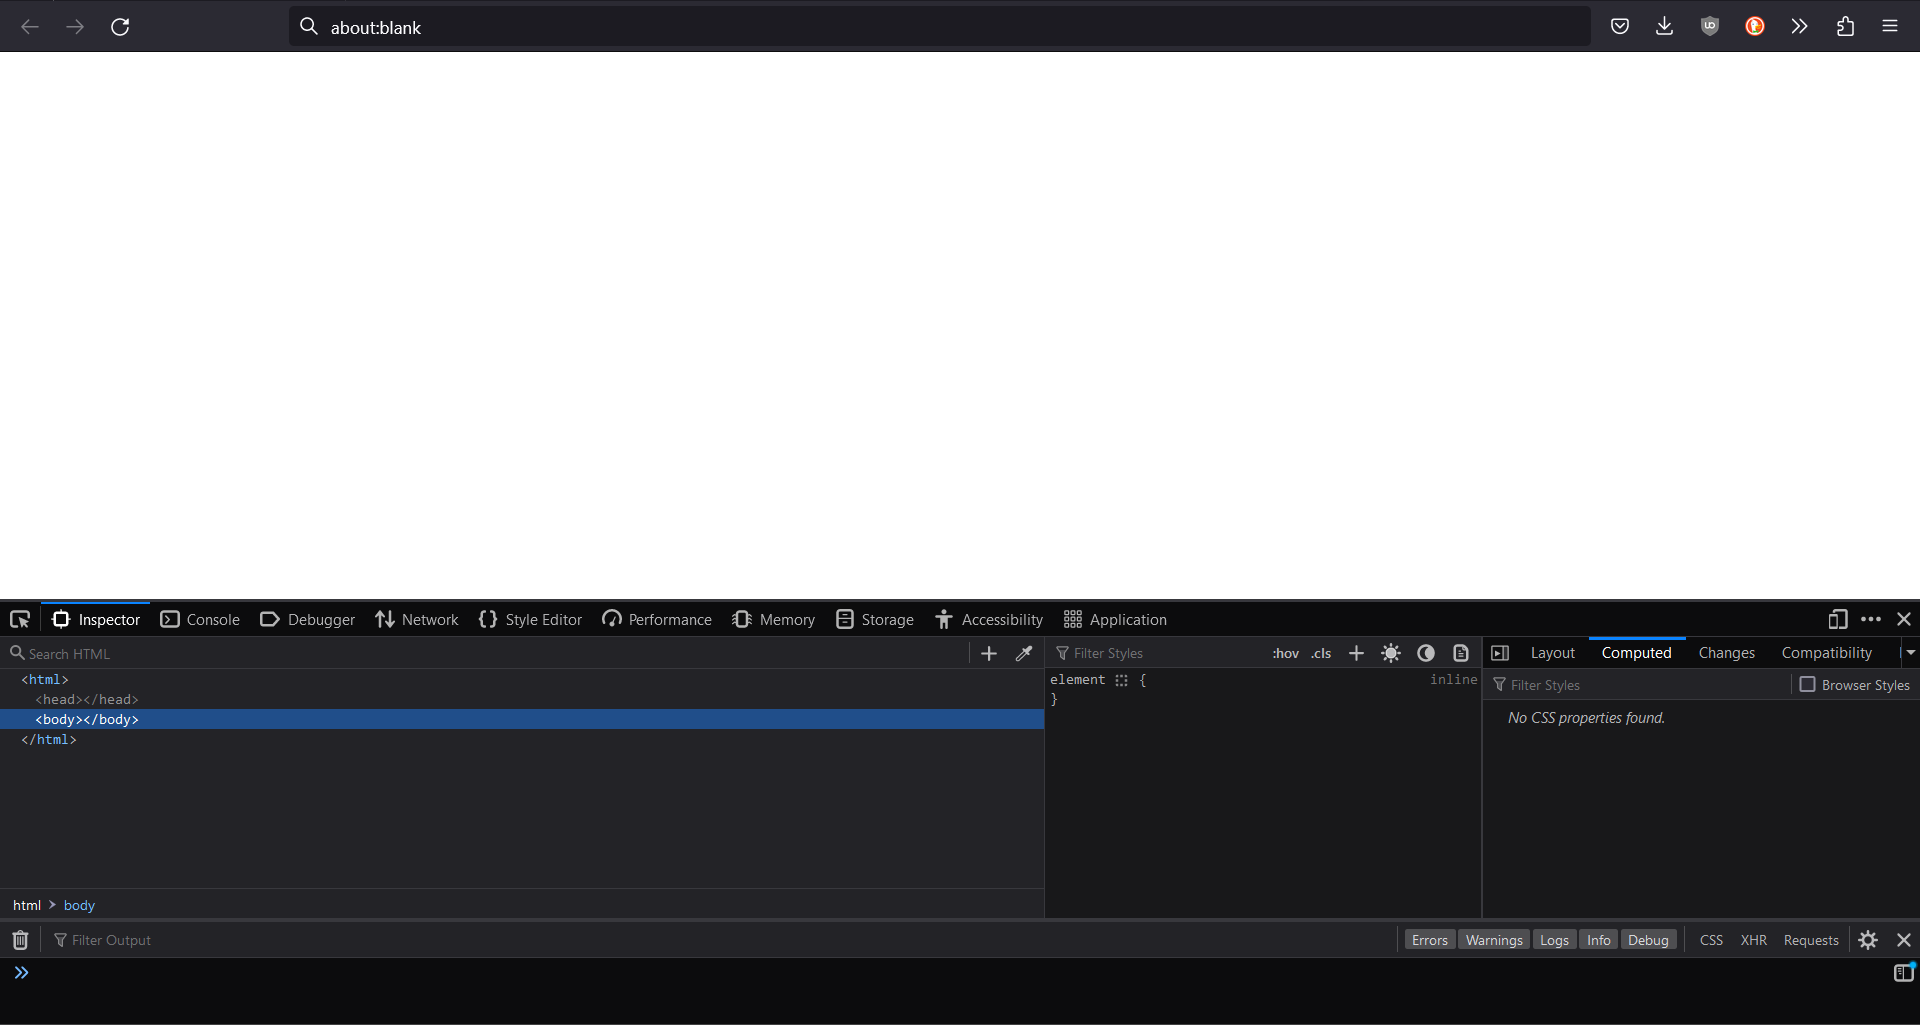 about:blank
Inspector Console Debugger Network Style Editor Performance Memory Storage Accessibility Application
Search HTML
<html>
<head></head>
<body></body>
</html>
html body
Filter Styles :hov .cls
element { inline
}
Layout Computed Changes Compatibility
Filter Styles Browser Styles
No CSS properties found.
Filter Output Errors Warnings Logs Info Debug CSS XHR Requests